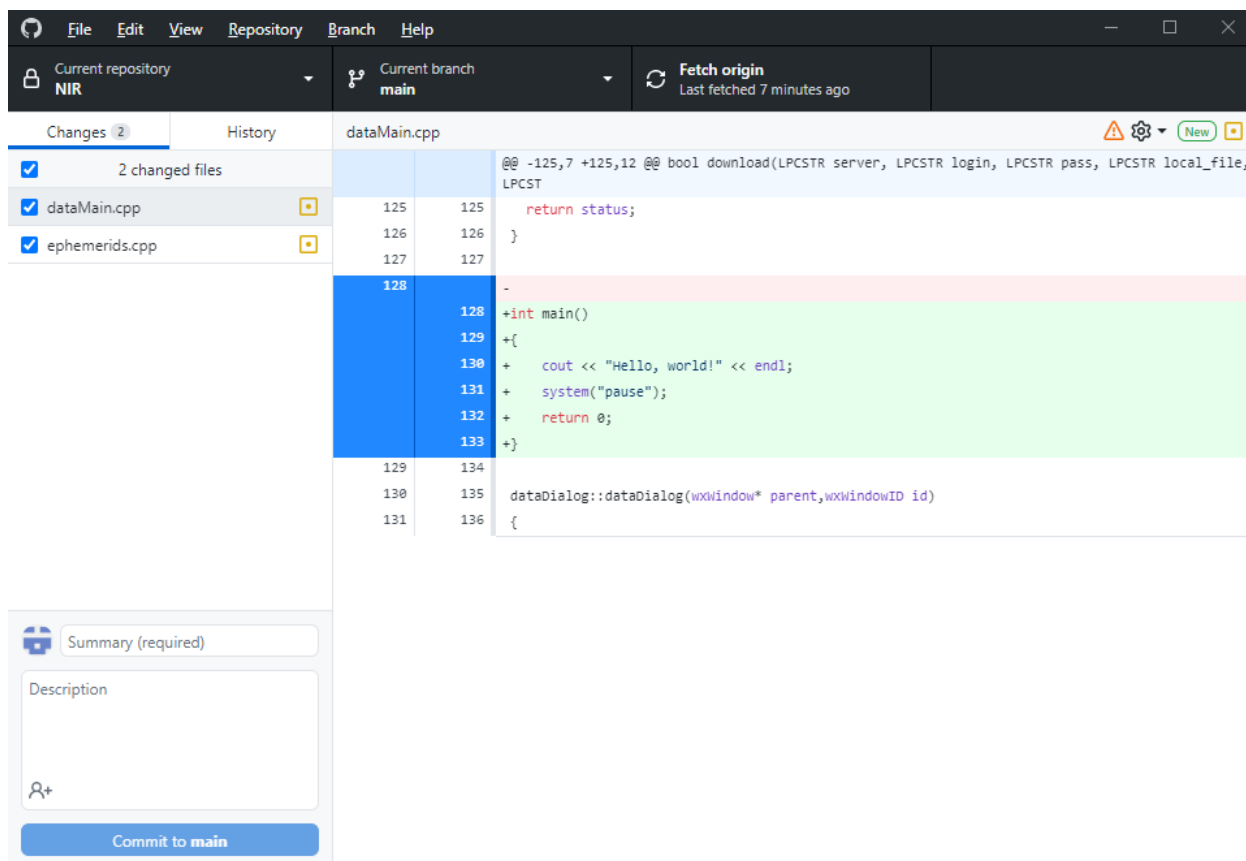 File Edit View Repository Branch Help
Current repository
NIR
Current branch
main
Fetch origin
Last fetched 7 minutes ago
Changes 2 History
dataMain.cpp
New
2 changed files
dataMain.cpp
ephemerids.cpp
@@ -125,7 +125,12 @@ bool download(LPCSTR server, LPCSTR login, LPCSTR pass, LPCSTR local_file,
LPCST
125 125 return status;
126 126 }
127 127
128 -
128 +int main()
129 +{
130 + cout << "Hello, world!" << endl;
131 + system("pause");
132 + return 0;
133 +}
129 134
130 135 dataDialog::dataDialog(wxWindow* parent,wxWindowID id)
131 136 {
Summary (required)
Description
Commit to main